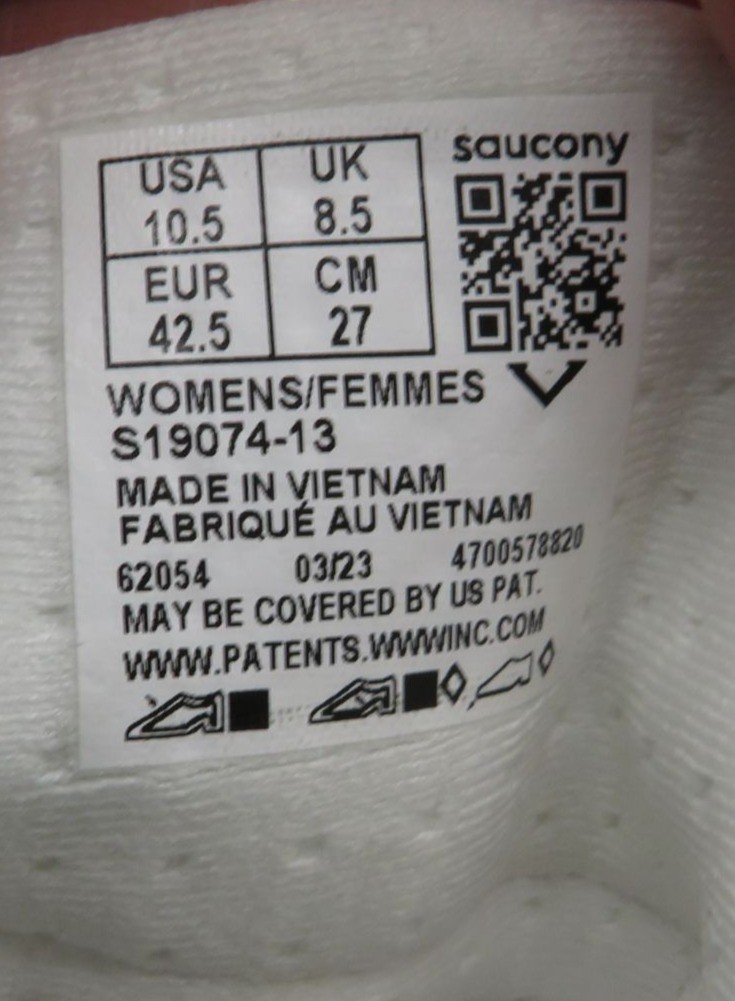 saucony
USA UK
10.5 8.5
EUR CM
42.5 27
WOMENS/FEMMES
S19074-13
MADE IN VIETNAM
FABRIQUÉ AU VIETNAM
62054 03/23 4700578820
MAY BE COVERED BY US PAT.
WWW.PATENTS.WWWINC.COM